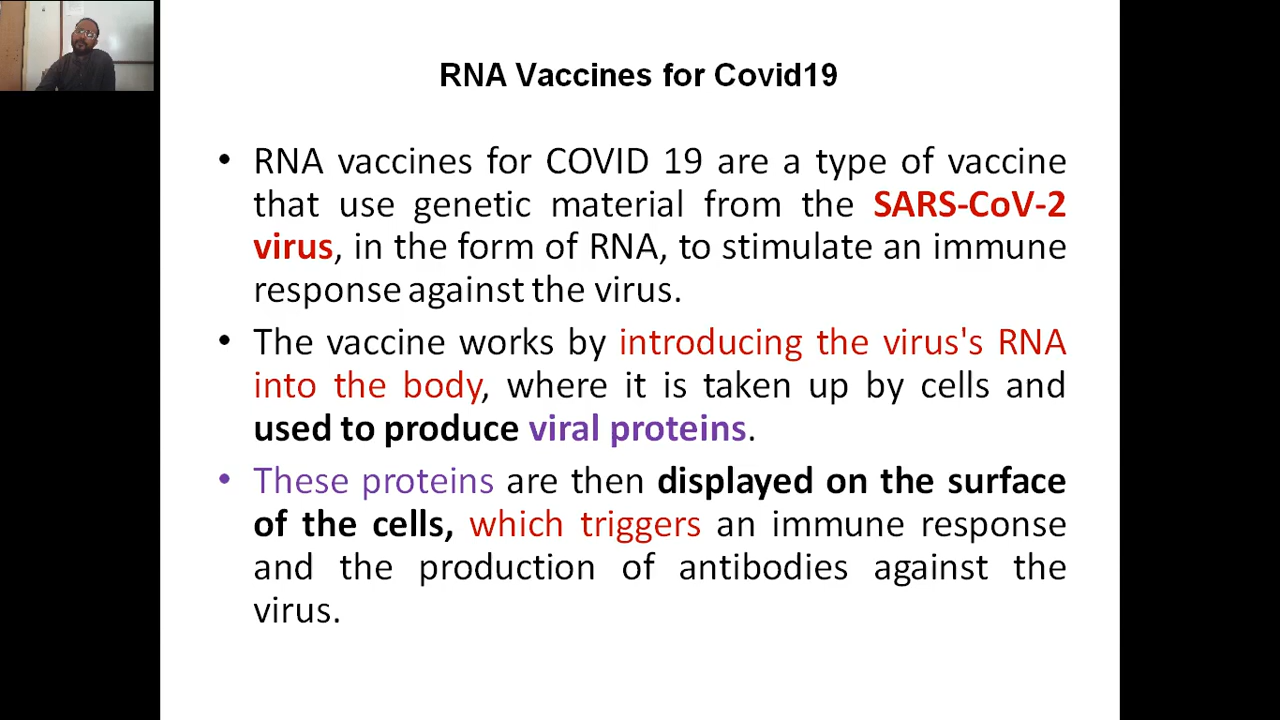 RNA Vaccines for Covid19
• RNA vaccines for COVID 19 are a type of vaccine
that use genetic material from the SARS-CoV-2
virus, in the form of RNA, to stimulate an immune
response against the virus.
• The vaccine works by introducing the virus's RNA
into the body, where it is taken up by cells and
used to produce viral proteins.
• These proteins are then displayed on the surface
of the cells, which triggers an immune response
and the production of antibodies against the
virus.